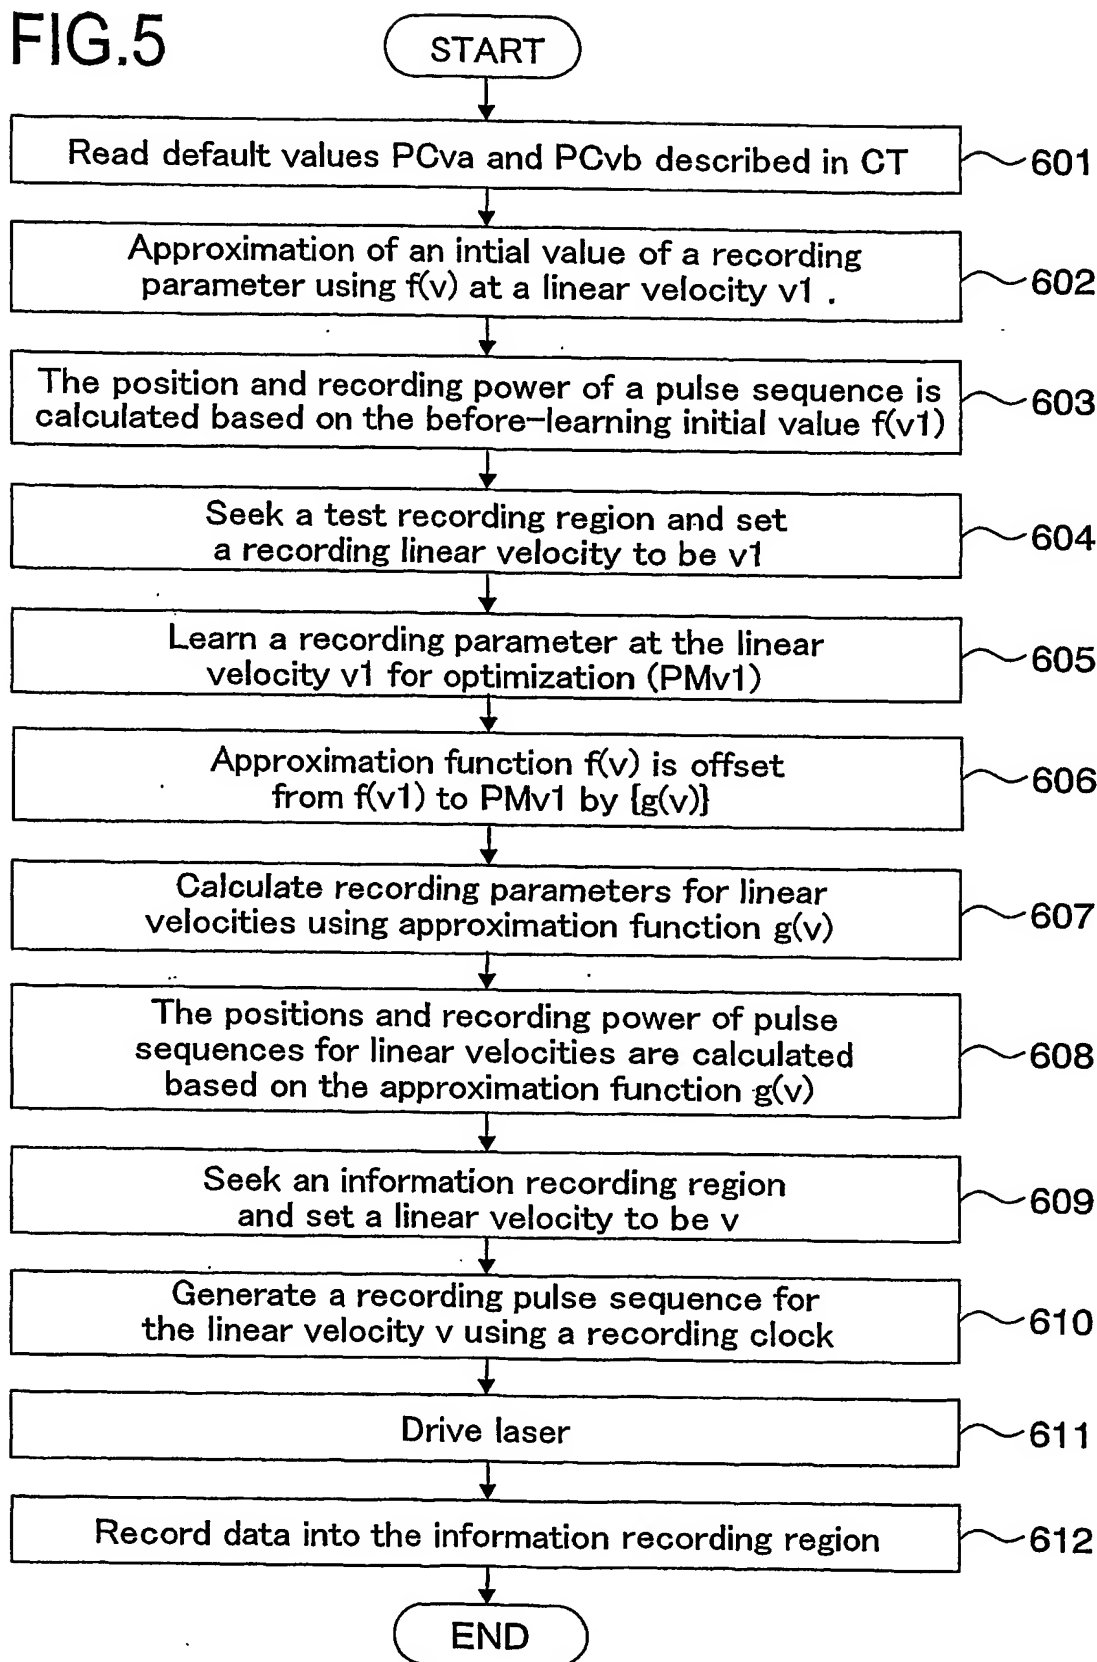 FIG.5
START
Read default values PCva and PCvb described in CT
601
Approximation of an intial value of a recording
parameter using f(v) at a linear velocity v1 .
602
The position and recording power of a pulse sequence is
calculated based on the before-learning initial value f(v1)
603
Seek a test recording region and set
a recording linear velocity to be v1
604
Learn a recording parameter at the linear
velocity v1 for optimization (PMv1)
605
Approximation function f(v) is offset
from f(v1) to PMv1 by {g(v)}
606
Calculate recording parameters for linear
velocities using approximation function g(v)
607
The positions and recording power of pulse
sequences for linear velocities are calculated
based on the approximation function g(v)
608
Seek an information recording region
and set a linear velocity to be v
609
Generate a recording pulse sequence for
the linear velocity v using a recording clock
610
Drive laser
611
Record data into the information recording region
612
END